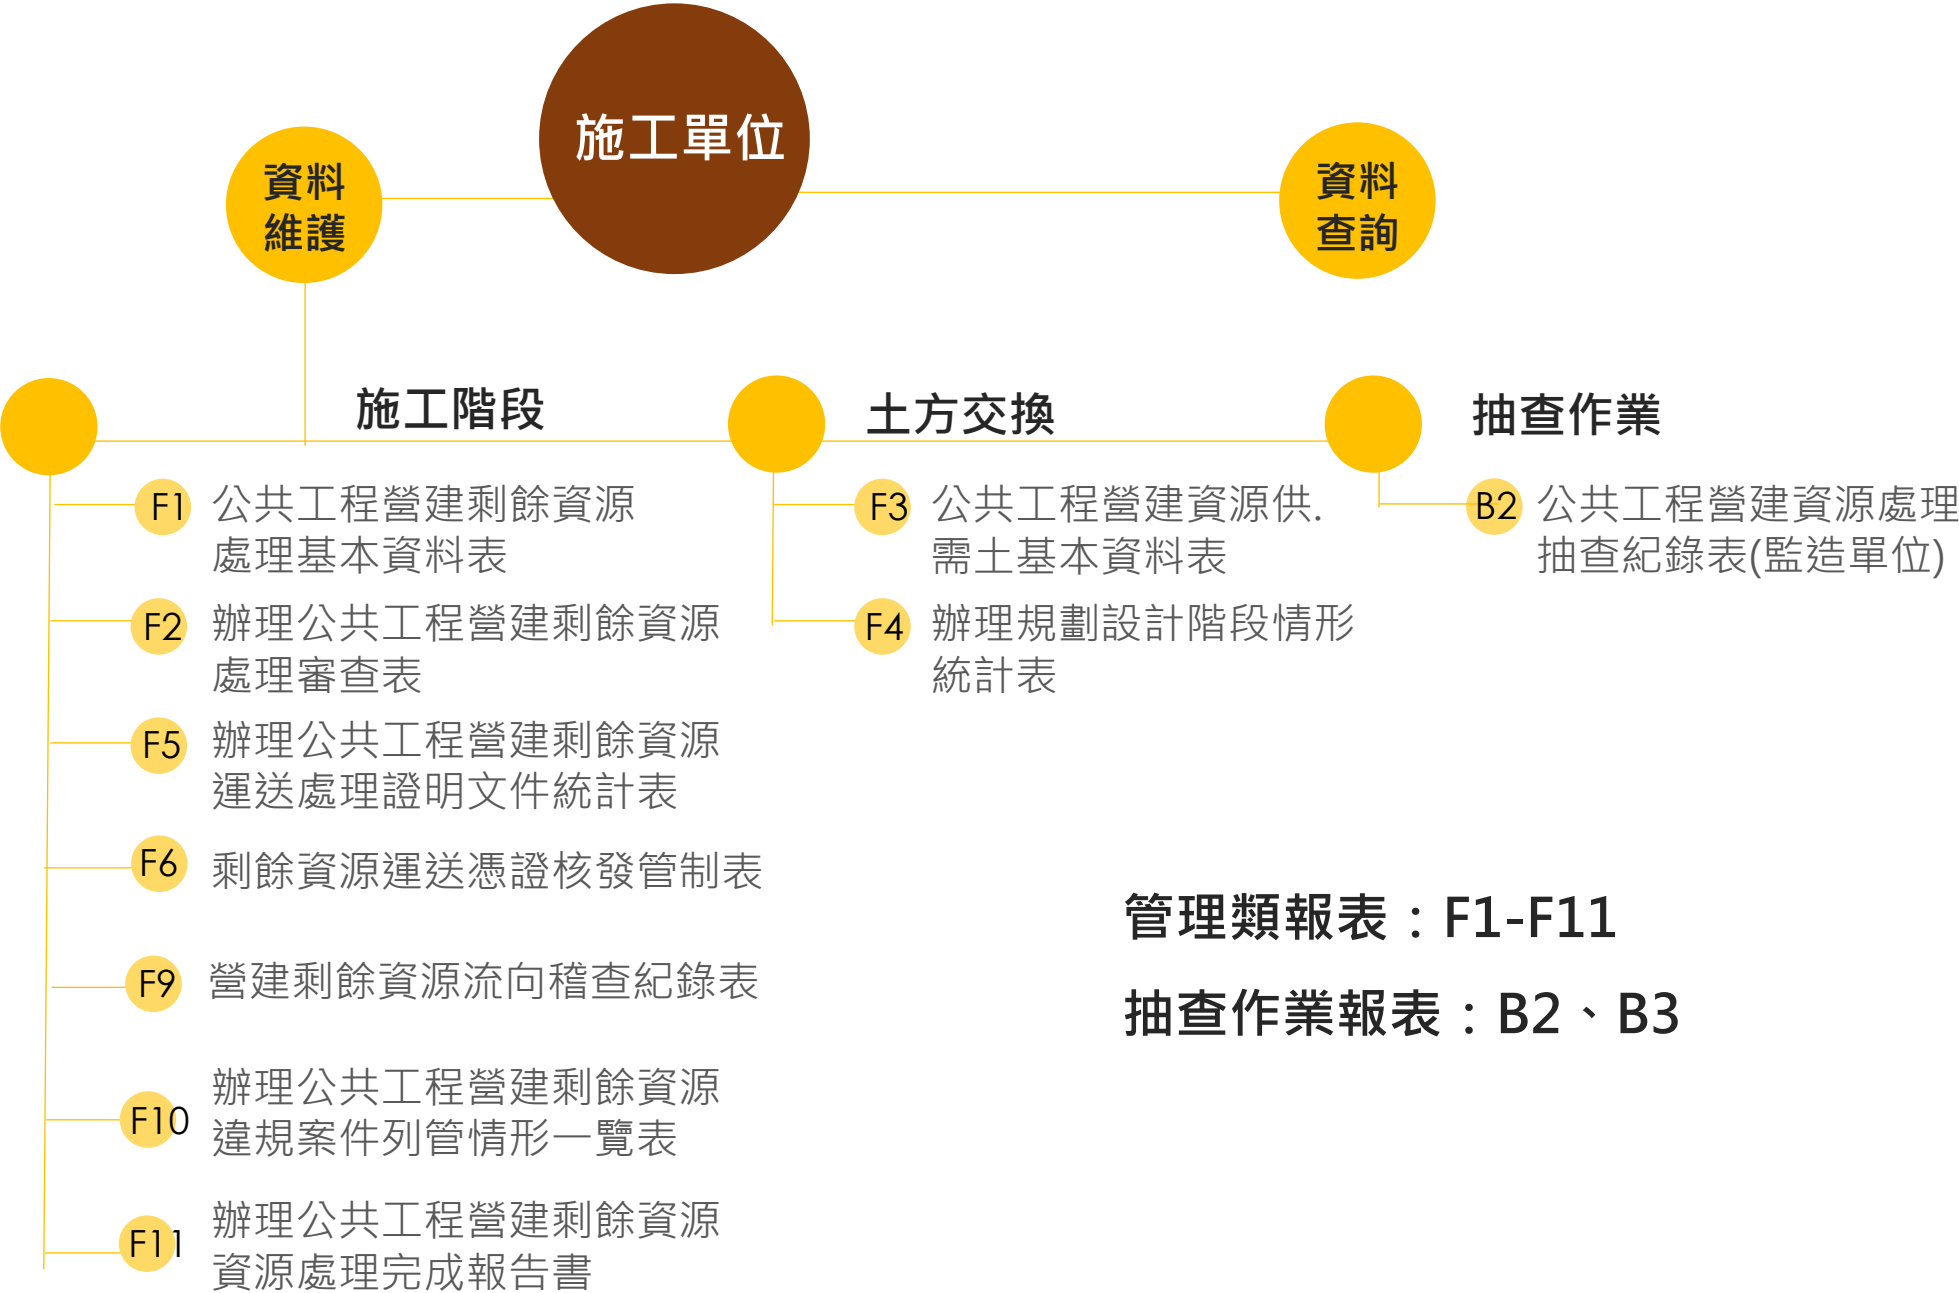 施工單位
資料
維護
資料
查詢
施工階段
F1
公共工程營建剩餘資源
處理基本資料表
F2
辦理公共工程營建剩餘資源
處理審查表
F5
辦理公共工程營建剩餘資源
運送處理證明文件統計表
F6
剩餘資源運送憑證核發管制表
F9
營建剩餘資源流向稽查紀錄表
F10
辦理公共工程營建剩餘資源
違規案件列管情形一覽表
F11
辦理公共工程營建剩餘資源
資源處理完成報告書
土方交換
F3
公共工程營建資源供.
需土基本資料表
F4
辦理規劃設計階段情形
統計表
抽查作業
B2
公共工程營建資源處理
抽查紀錄表(監造單位)
管理類報表：F1-F11
抽查作業報表：B2、B3